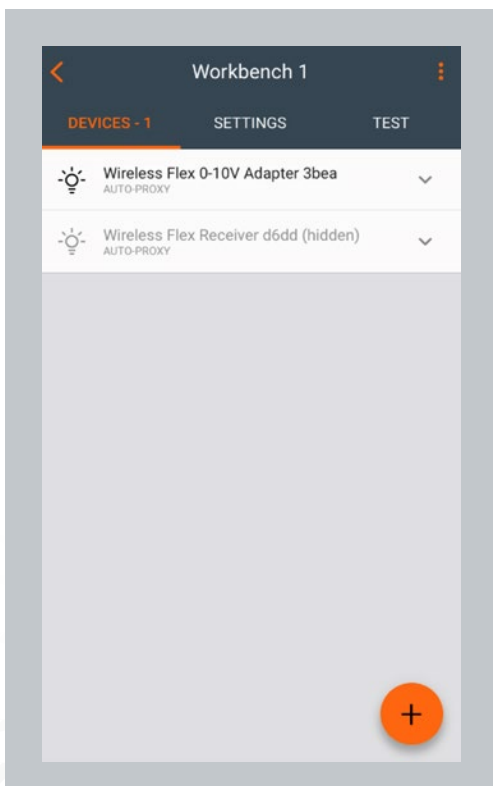 Workbench 1
DEVICES - 1 SETTINGS TEST
Wireless Flex 0-10V Adapter 3bea
AUTO-PROXY
Wireless Flex Receiver d6dd (hidden)
AUTO-PROXY